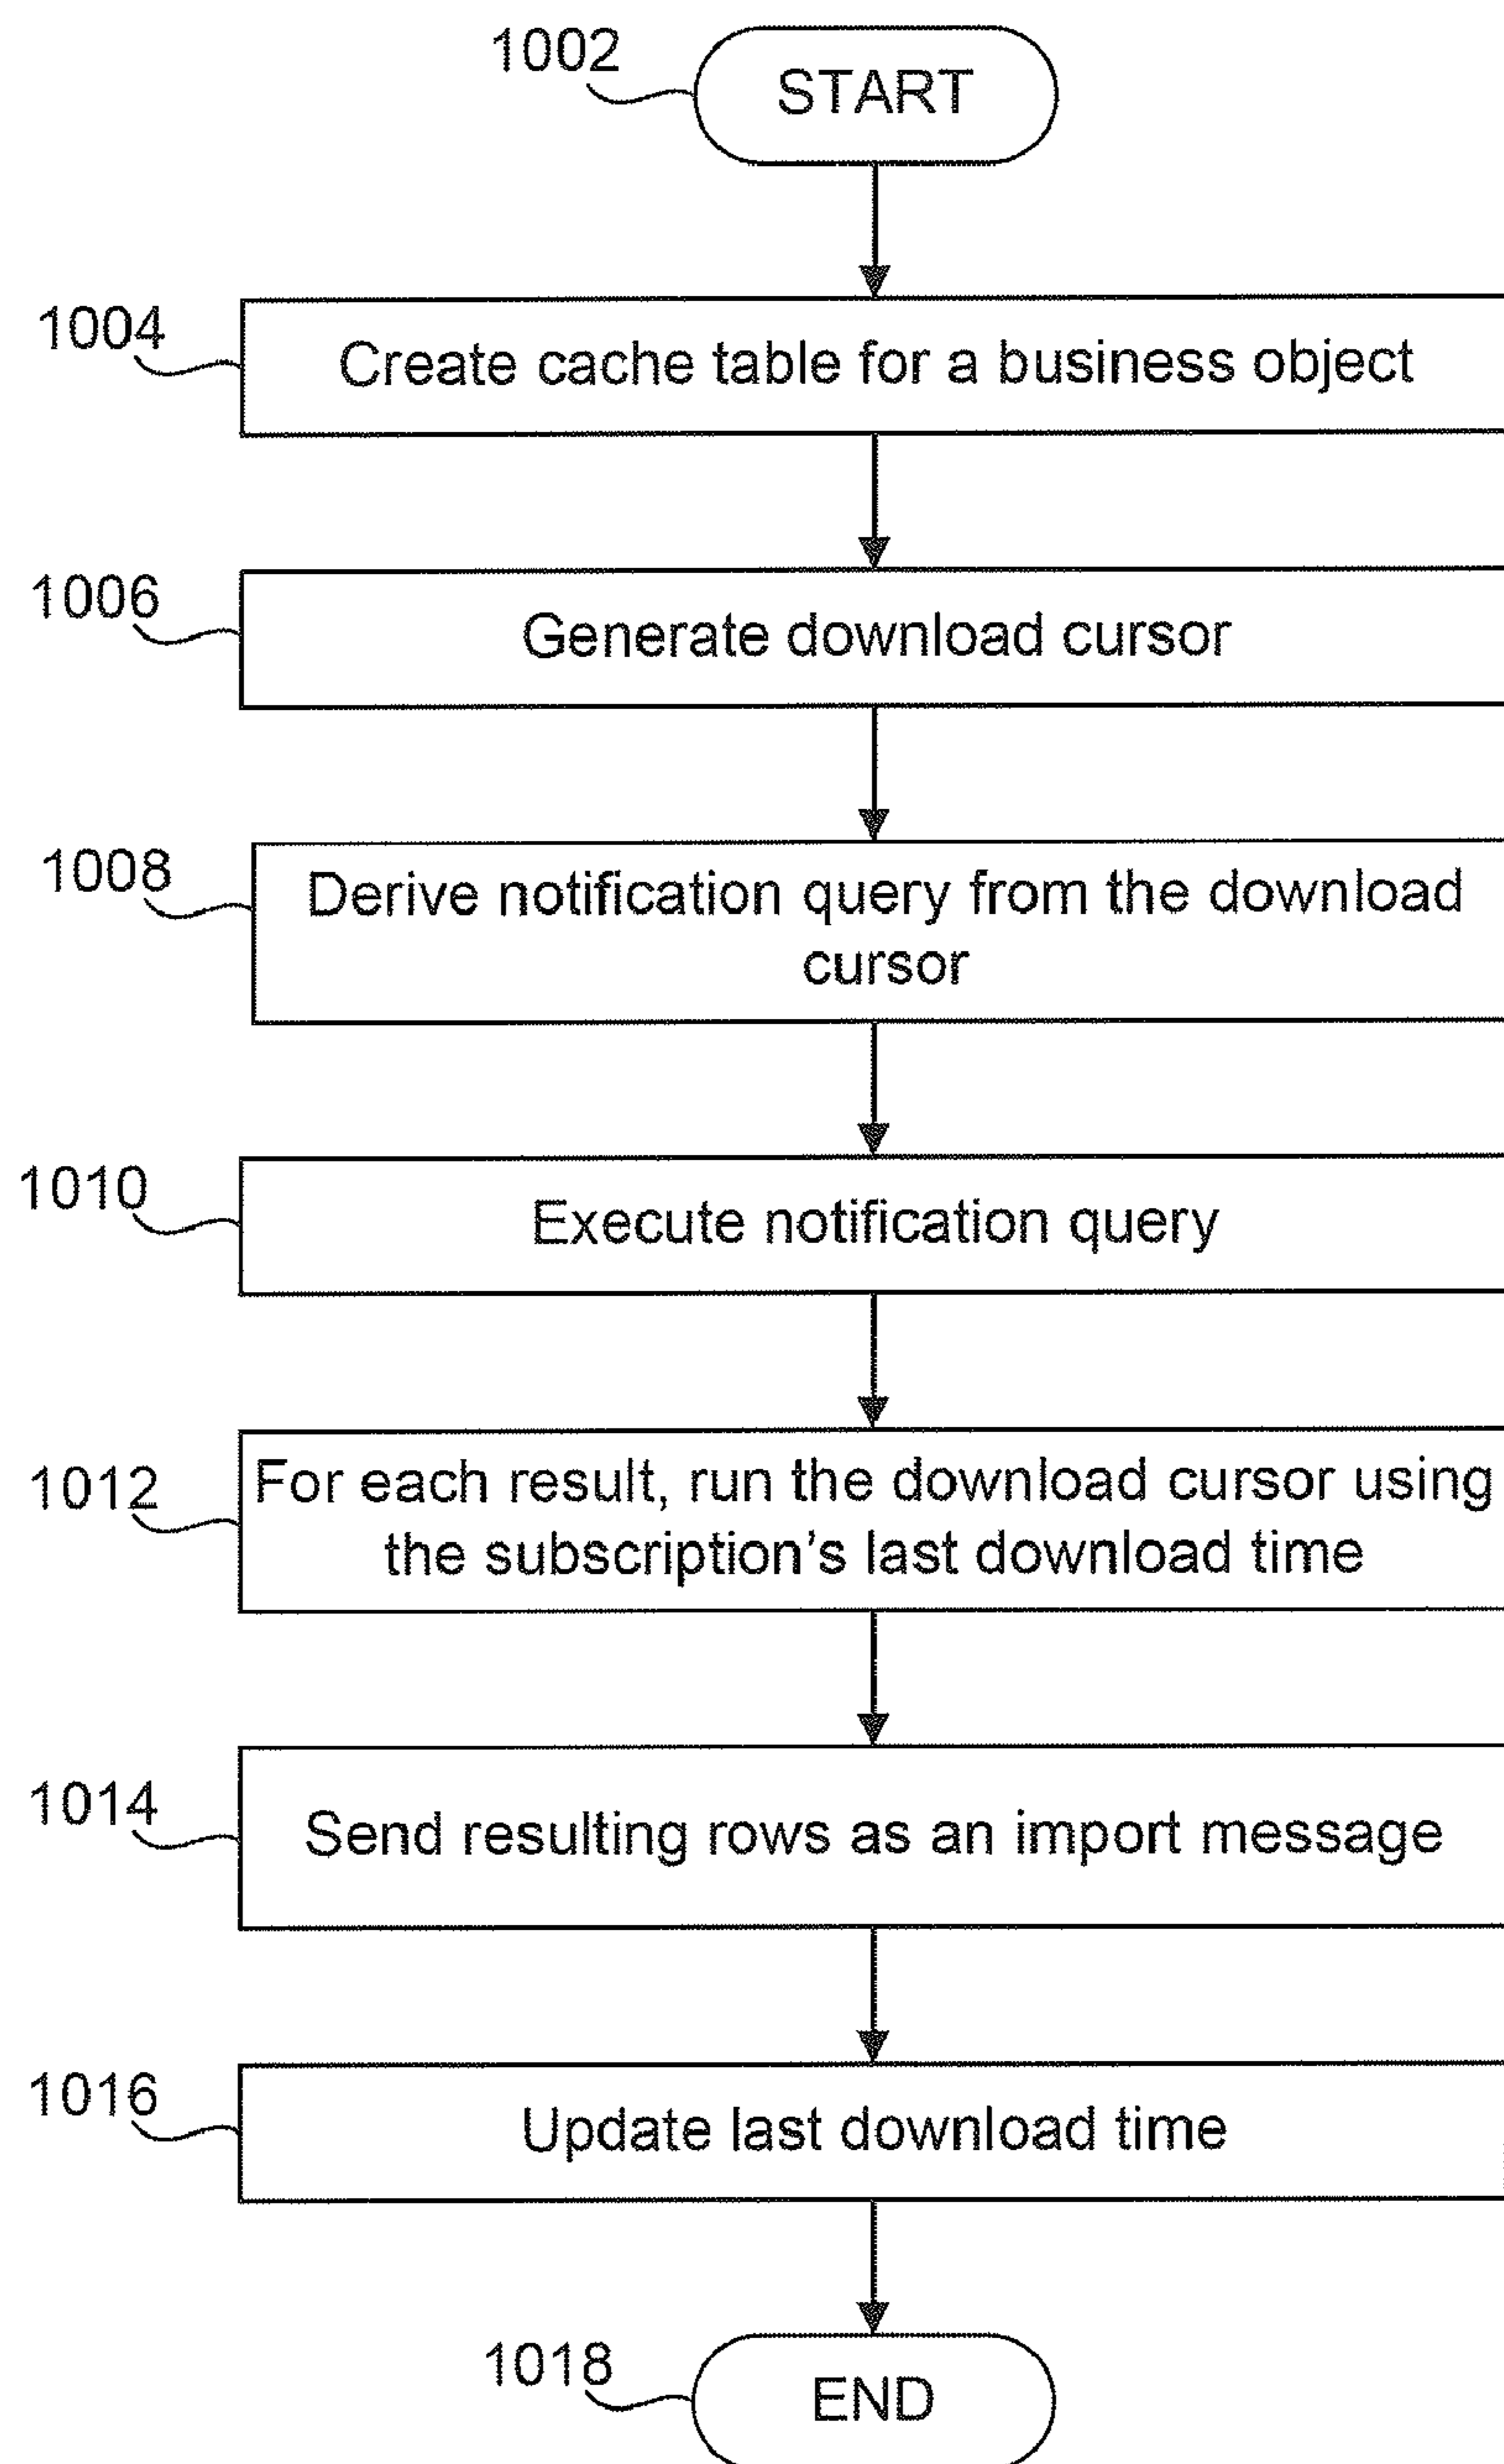 1002
START
1004
Create cache table for a business object
1006
Generate download cursor
1008
Derive notification query from the download
cursor
1010
Execute notification query
1012
For each result, run the download cursor using
the subscription's last download time
1014
Send resulting rows as an import message
1016
Update last download time
1018
END